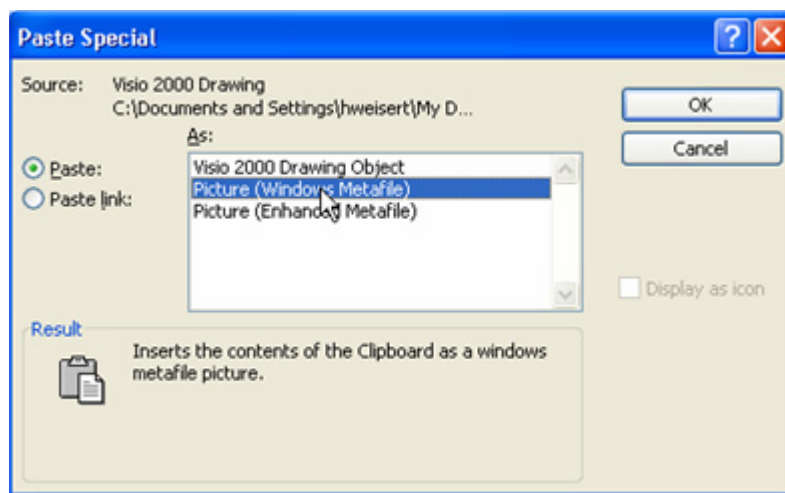 Paste Special
Source: Visio 2000 Drawing
C:\Documents and Settings\hweisert\My D...
As:
Paste:
Paste link:
Visio 2000 Drawing Object
Picture (Windows Metafile)
Picture (Enhanced Metafile)
OK
Cancel
Display as icon
Result
Inserts the contents of the Clipboard as a windows
metafile picture.